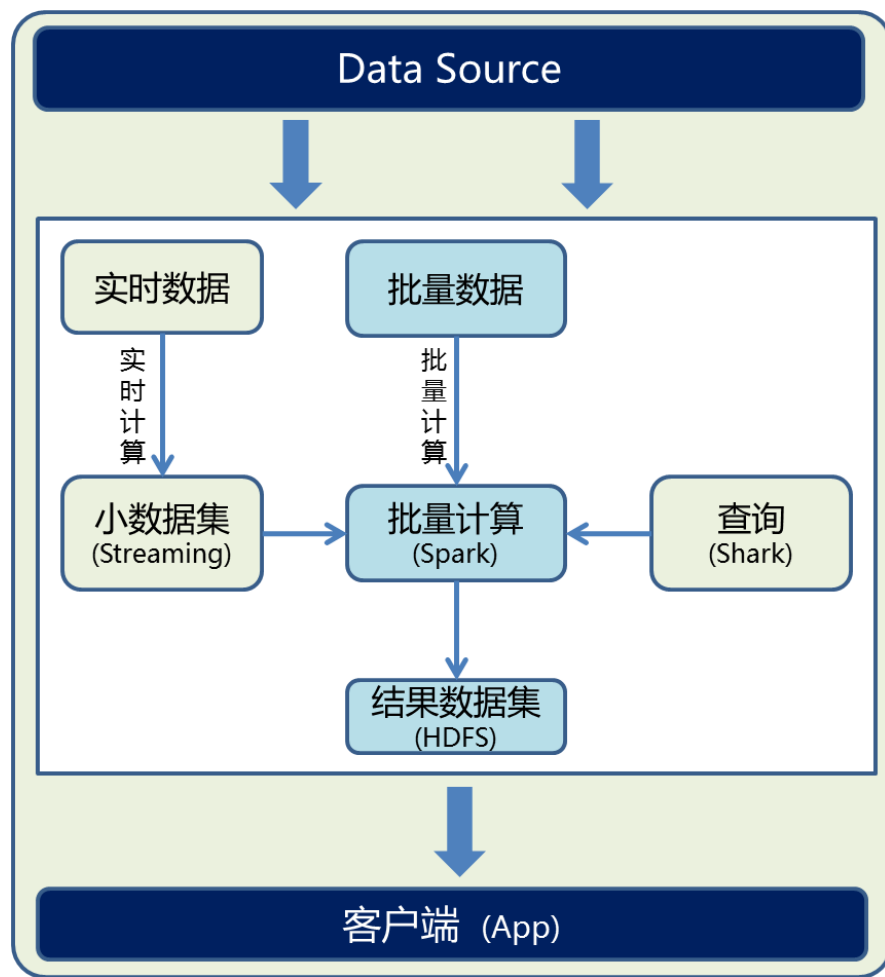 Data Source
实时数据
批量数据
实时计算
批量计算
小数据集
(Streaming)
批量计算
(Spark)
查询
(Shark)
结果数据集
(HDFS)
客户端 (App)